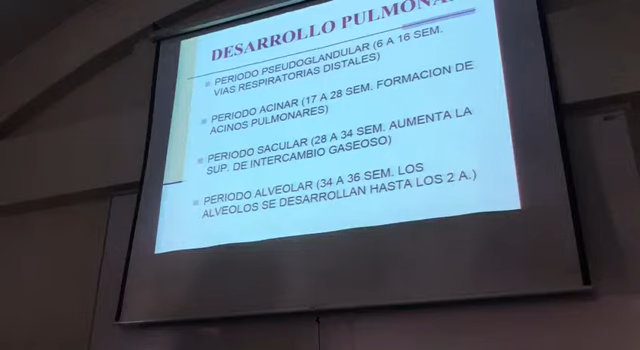 DESARROLLO PULMONA
PERIODO PSEUDOGLANDULAR (6 A 16 SEM.
VIAS RESPIRATORIAS DISTALES)
PERIODO ACINAR (17 A 28 SEM. FORMACION DE
ACINOS PULMONARES)
PERIODO SACULAR (28 A 34 SEM. AUMENTA LA
SUP. DE INTERCAMBIO GASEOSO)
PERIODO ALVEOLAR (34 A 36 SEM. LOS
ALVEOLOS SE DESARROLLAN HASTA LOS 2 A.)